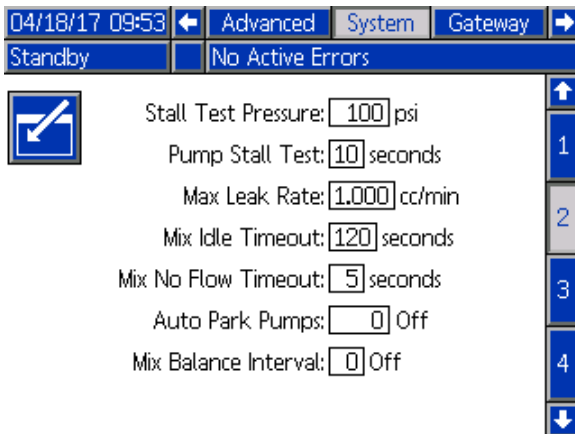 04/18/17 09:53 Advanced System Gateway
Standby No Active Errors
Stall Test Pressure: 100 psi
Pump Stall Test: 10 seconds
Max Leak Rate: 1.000 cc/min
Mix Idle Timeout: 120 seconds
Mix No Flow Timeout: 5 seconds
Auto Park Pumps: 0 Off
Mix Balance Interval: 0 Off
1
2
3
4